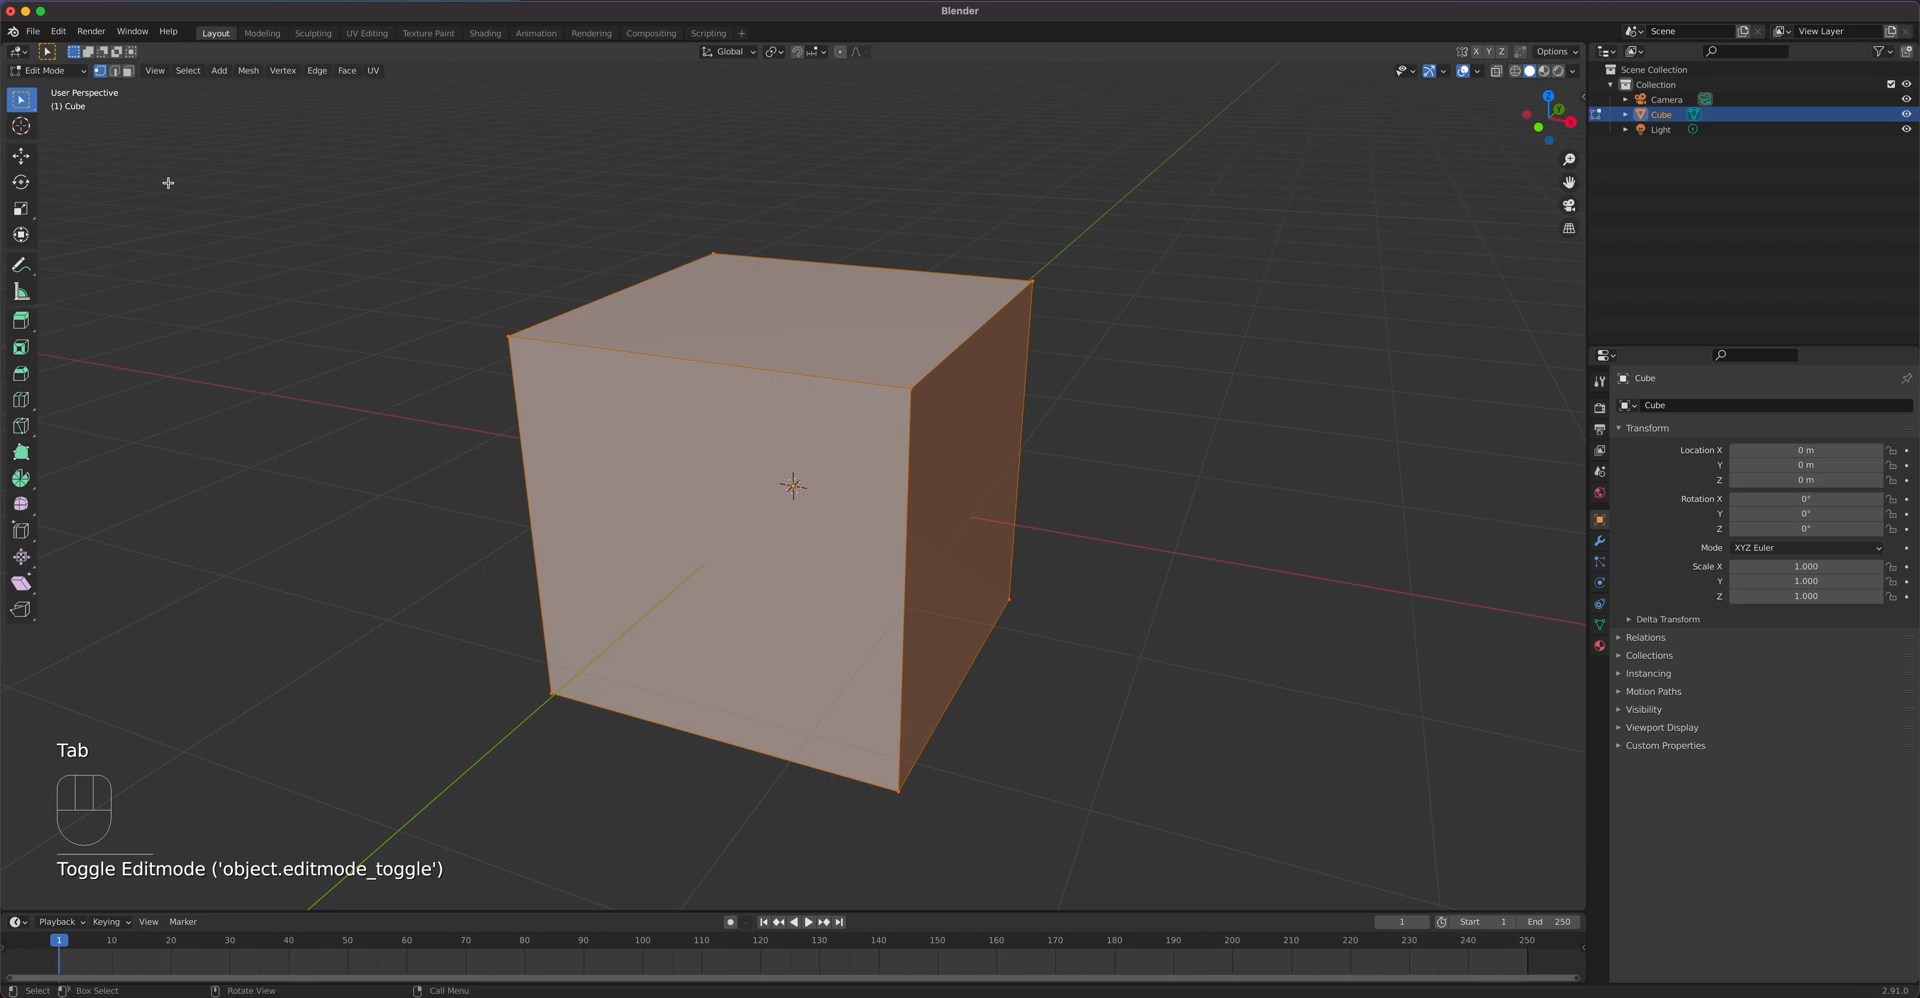 Blender
File Edit Render Window Help Layout Modeling Sculpting UV Editing Texture Paint Shading Animation Rendering Compositing Scripting +
Scene View Layer
Global X Y Z Options
Edit Mode View Select Add Mesh Vertex Edge Face UV
User Perspective
(1) Cube
Z
Y
X
Scene Collection
Collection
Camera
Cube
Light
Cube
Cube
Transform
Location X 0 m
Y 0 m
Z 0 m
Rotation X 0°
Y 0°
Z 0°
Mode XYZ Euler
Scale X 1.000
Y 1.000
Z 1.000
Delta Transform
Relations
Collections
Instancing
Motion Paths
Visibility
Viewport Display
Custom Properties
Tab
Toggle Editmode ('object.editmode_toggle')
Playback Keying View Marker 1 Start 1 End 250
1 10 20 30 40 50 60 70 80 90 100 110 120 130 140 150 160 170 180 190 200 210 220 230 240 250
Select Box Select Rotate View Call Menu 2.91.0